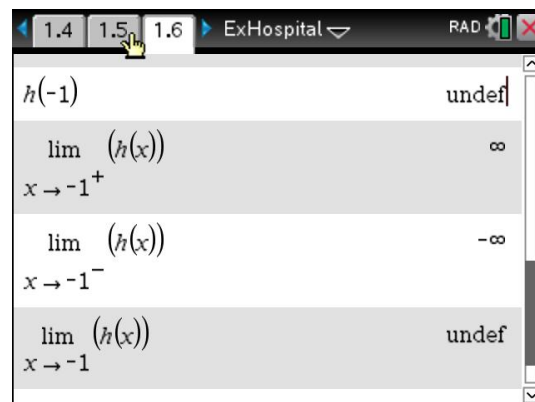 1.4 1.5 1.6 ExHospital RAD
h(-1) undef
lim (h(x)) ∞
x→-1⁺
lim (h(x)) -∞
x→-1⁻
lim (h(x)) undef
x→-1